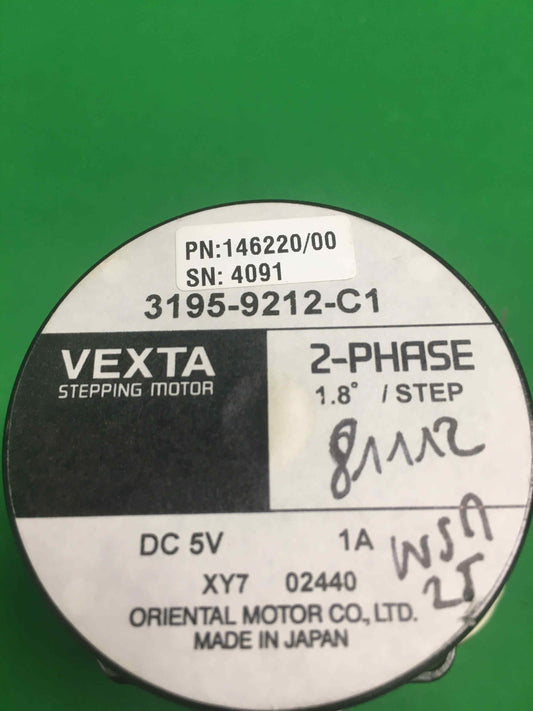 PN:146220/00
SN: 4091
3195-9212-C1
VEXTA
STEPPING MOTOR
2-PHASE
1.8° / STEP
81112
DC 5V 1A
WSA
25
XY7 02440
ORIENTAL MOTOR CO., LTD.
MADE IN JAPAN